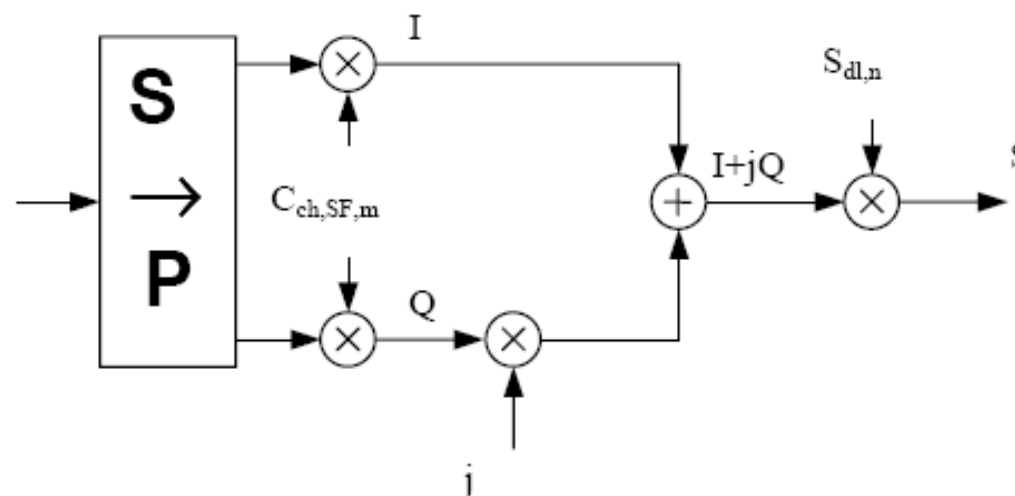 S
→
P
I
C_ch,SF,m
Q
j
I+jQ
S_dl,n
S